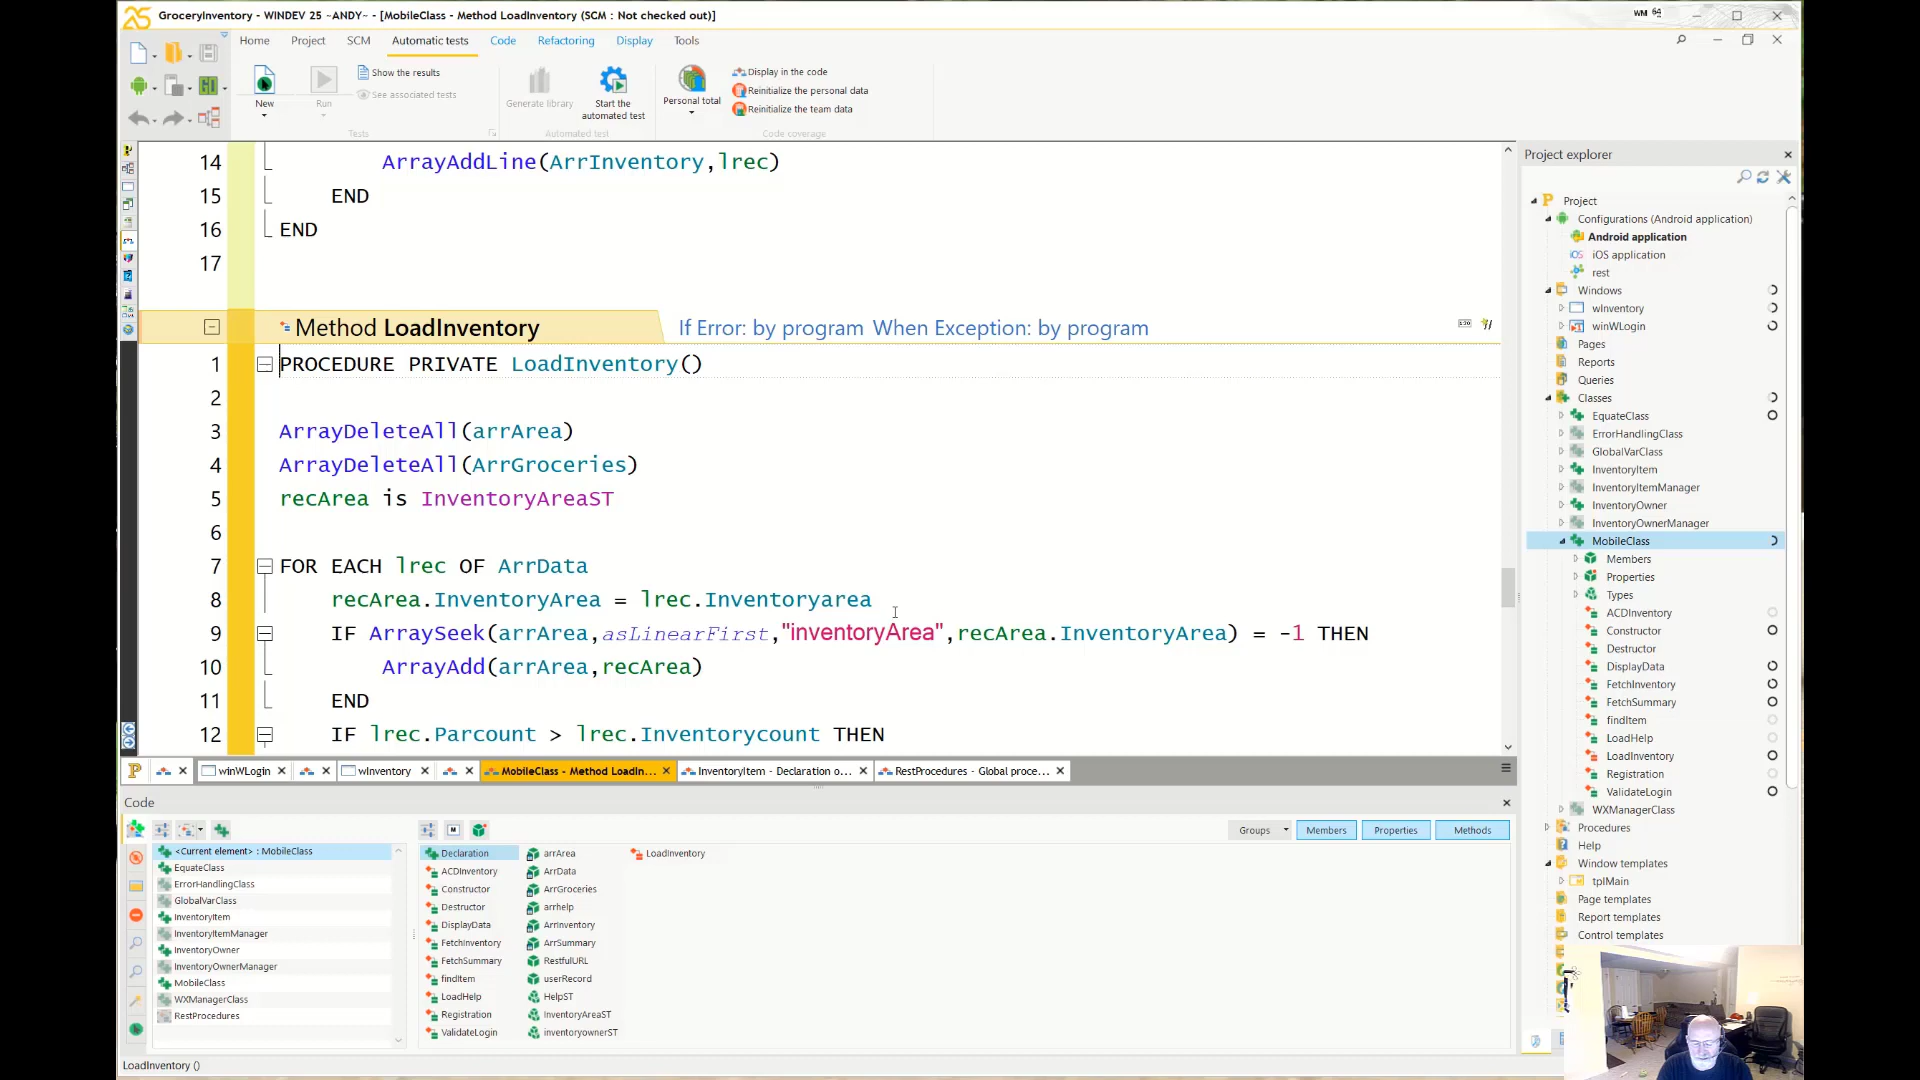 GroceryInventory - WINDEV 25 ~ANDY~ - [MobileClass - Method LoadInventory (SCM : Not checked out)]
WM 64
Home Project SCM Automatic tests Code Refactoring Display Tools
New
Run
Show the results
See associated tests
Generate library
Start the automated test
Personal total
Display in the code
Reinitialize the personal data
Reinitialize the team data
Tests
Automated test
Code coverage
14 ArrayAddLine(ArrInventory,lrec)
15 END
16 END
17
Method LoadInventory If Error: by program When Exception: by program
1 PROCEDURE PRIVATE LoadInventory()
2
3 ArrayDeleteAll(arrArea)
4 ArrayDeleteAll(ArrGroceries)
5 recArea is InventoryAreaST
6
7 FOR EACH lrec OF ArrData
8 recArea.InventoryArea = lrec.Inventoryarea
9 IF ArraySeek(arrArea,asLinearFirst,"inventoryArea",recArea.InventoryArea) = -1 THEN
10 ArrayAdd(arrArea,recArea)
11 END
12 IF lrec.Parcount > lrec.Inventorycount THEN
winWLogin
wInventory
MobileClass - Method LoadIn...
InventoryItem - Declaration o...
RestProcedures - Global proce...
Project explorer
Project
Configurations (Android application)
Android application
iOS application
rest
Windows
wInventory
winWLogin
Pages
Reports
Queries
Classes
EquateClass
ErrorHandlingClass
GlobalVarClass
InventoryItem
InventoryItemManager
InventoryOwner
InventoryOwnerManager
MobileClass
Members
Properties
Types
ACDInventory
Constructor
Destructor
DisplayData
FetchInventory
FetchSummary
findItem
LoadHelp
LoadInventory
Registration
ValidateLogin
WXManagerClass
Procedures
Help
Window templates
tplMain
Page templates
Report templates
Control templates
Code
Groups Members Properties Methods
<Current element> : MobileClass
EquateClass
ErrorHandlingClass
GlobalVarClass
InventoryItem
InventoryItemManager
InventoryOwner
InventoryOwnerManager
MobileClass
WXManagerClass
RestProcedures
Declaration
ACDInventory
Constructor
Destructor
DisplayData
FetchInventory
FetchSummary
findItem
LoadHelp
Registration
ValidateLogin
arrArea
ArrData
ArrGroceries
arrhelp
ArrInventory
ArrSummary
RestfulURL
userRecord
HelpST
InventoryAreaST
inventoryownerST
LoadInventory
LoadInventory ()